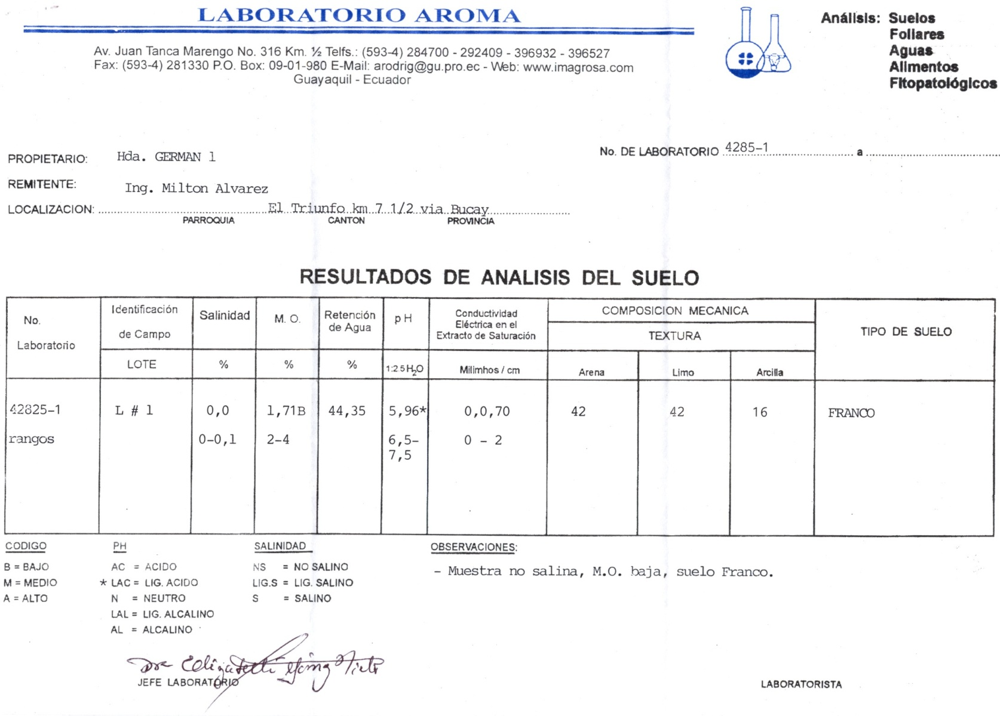 LABORATORIO AROMA
Av. Juan Tanca Marengo No. 316 Km. ½ Telfs.: (593-4) 284700 - 292409 - 396932 - 396527
Fax: (593-4) 281330 P.O. Box: 09-01-980 E-Mail: arodrig@gu.pro.ec - Web: www.imagrosa.com
Guayaquil - Ecuador
Análisis: Suelos
Foliares
Aguas
Alimentos
Fitopatológicos
No. DE LABORATORIO 4285-1 a
PROPIETARIO: Hda. GERMAN 1
REMITENTE: Ing. Milton Alvarez
LOCALIZACION: El Triunfo km 7 1/2 via Bucay
PARROQUIA CANTON PROVINCIA
RESULTADOS DE ANALISIS DEL SUELO
No. Laboratorio
Identificación de Campo
LOTE
Salinidad
%
M. O.
%
Retención de Agua
%
pH
1:2.5 H2O
Conductividad
Eléctrica en el
Extracto de Saturación
Milimhos / cm
COMPOSICION MECANICA
TEXTURA
Arena Limo Arcilla
TIPO DE SUELO
42825-1 L # 1 0,0 1,71B 44,35 5,96* 0,0,70 42 42 16 FRANCO
rangos 0-0,1 2-4 6,5- 0 - 2
7,5
CODIGO PH SALINIDAD OBSERVACIONES:
B = BAJO AC = ACIDO NS = NO SALINO - Muestra no salina, M.O. baja, suelo Franco.
M = MEDIO * LAC = LIG. ACIDO LIG.S = LIG. SALINO
A = ALTO N = NEUTRO S = SALINO
LAL = LIG. ALCALINO
AL = ALCALINO
Dra Elizabeth
JEFE LABORATORIO LABORATORISTA